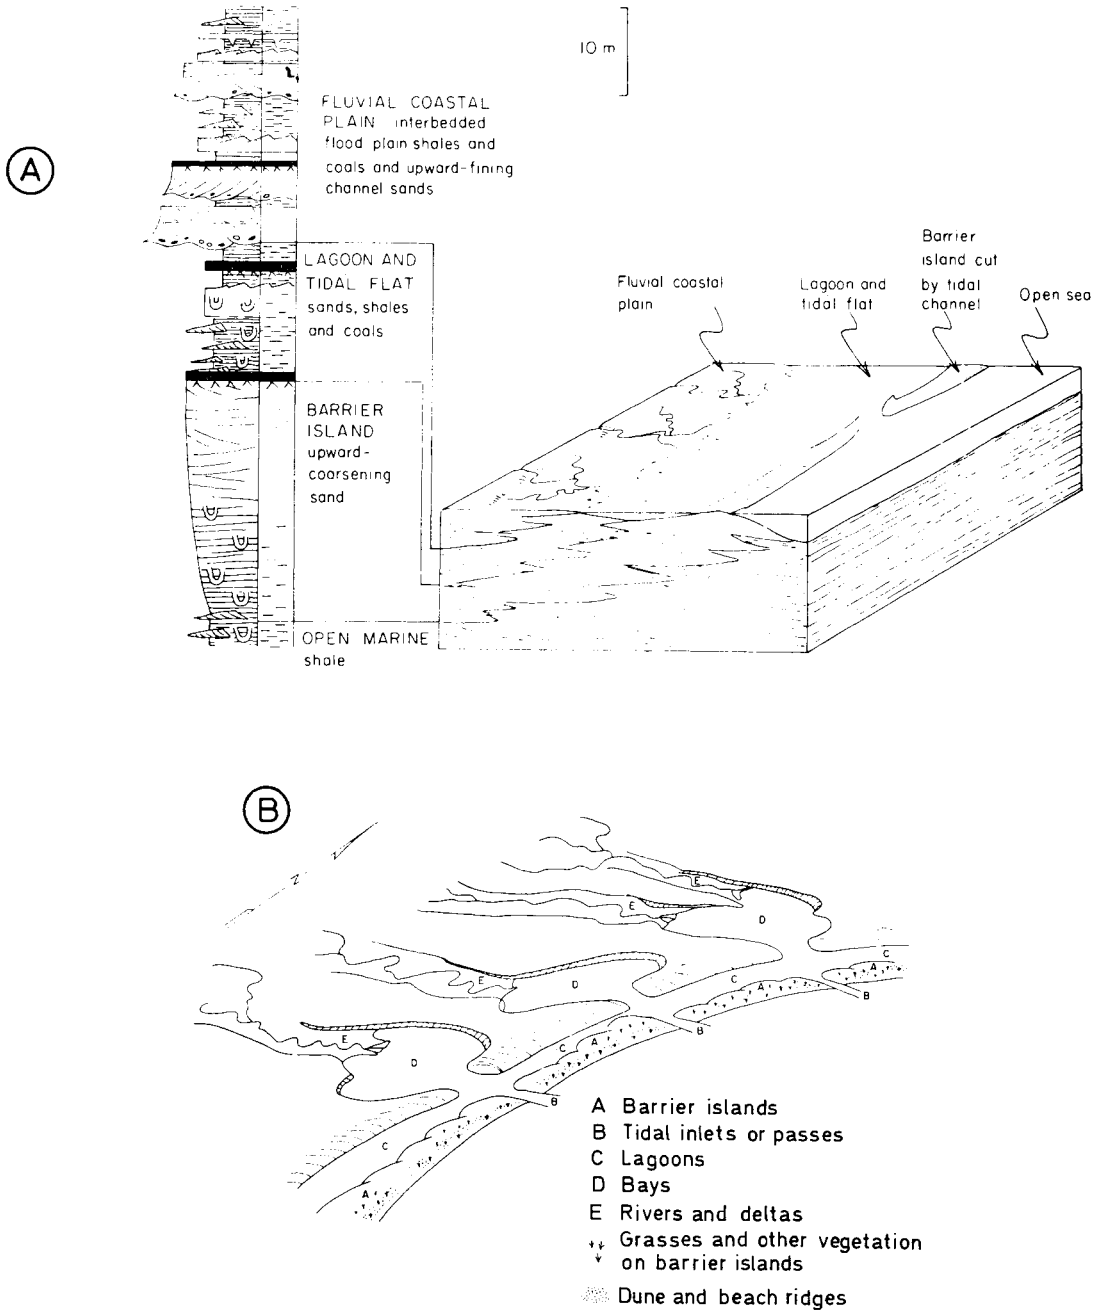 A
10 m
FLUVIAL COASTAL
PLAIN interbedded
flood plain shales and
coals and upward-fining
channel sands
LAGOON AND
TIDAL FLAT
sands, shales
and coals
BARRIER
ISLAND
upward-
coarsening
sand
OPEN MARINE
shale
Fluvial coastal
plain
Lagoon and
tidal flat
Barrier
island cut
by tidal
channel
Open sea
B
N
E
E
E
E
D
D
D
D
C
C
C
C
A
A
A
A
B
B
B
B
A Barrier islands
B Tidal inlets or passes
C Lagoons
D Bays
E Rivers and deltas
Grasses and other vegetation
on barrier islands
Dune and beach ridges